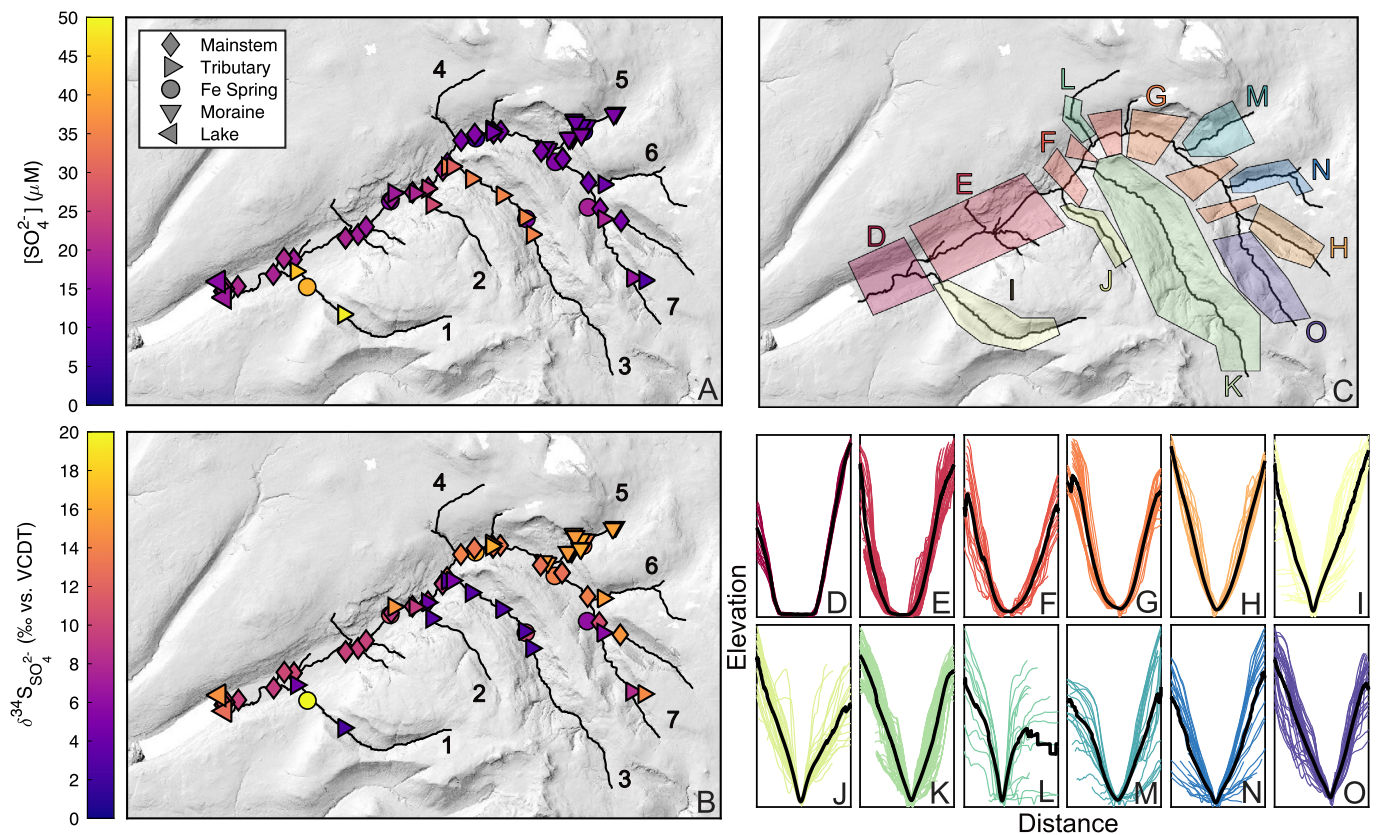 50
45
40
35
30
25
20
15
10
5
0
[SO₄²⁻] (μM)
Mainstem
Tributary
Fe Spring
Moraine
Lake
4
5
6
2
1
7
3
A
L
G
M
F
N
E
D
H
J
I
O
K
C
20
18
16
14
12
10
8
6
4
2
0
δ³⁴S SO₄²⁻ (‰ vs. VCDT)
4
5
6
2
1
7
3
B
Elevation
D
E
F
G
H
I
J
K
L
M
N
O
Distance